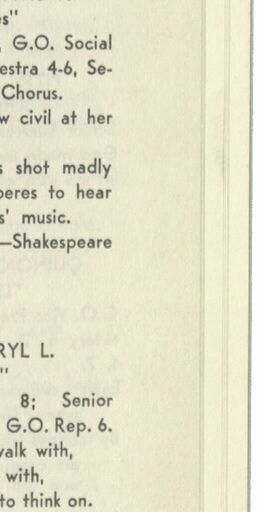 es"
, G.O. Social
estra 4-6, Se-
Chorus.
w civil at her
s shot madly
peres to hear
s' music.
—Shakespeare
RYL L.
"
8; Senior
G.O. Rep. 6.
valk with,
with,
to think on.